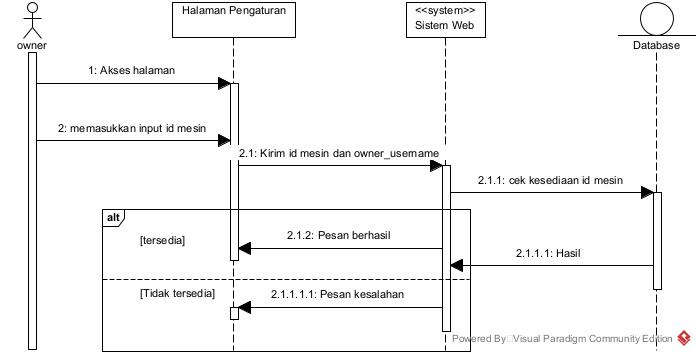 Halaman Pengaturan
<<system>>
Sistem Web
owner
Database
1: Akses halaman
2: memasukkan input id mesin
2.1: Kirim id mesin dan owner_username
2.1.1: cek kesediaan id mesin
alt
[tersedia]
2.1.2: Pesan berhasil
2.1.1.1: Hasil
[Tidak tersedia]
2.1.1.1.1: Pesan kesalahan
Powered By Visual Paradigm Community Edition